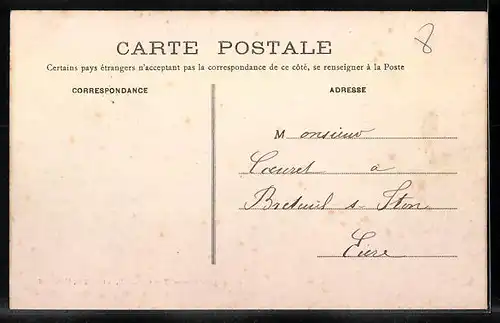 8
CARTE POSTALE
Certains pays étrangers n'acceptant pas la correspondance de ce côté, se renseigner à la Poste
CORRESPONDANCE
ADRESSE
Monsieur
Cœuret a
Breteuil s Iton
Eure